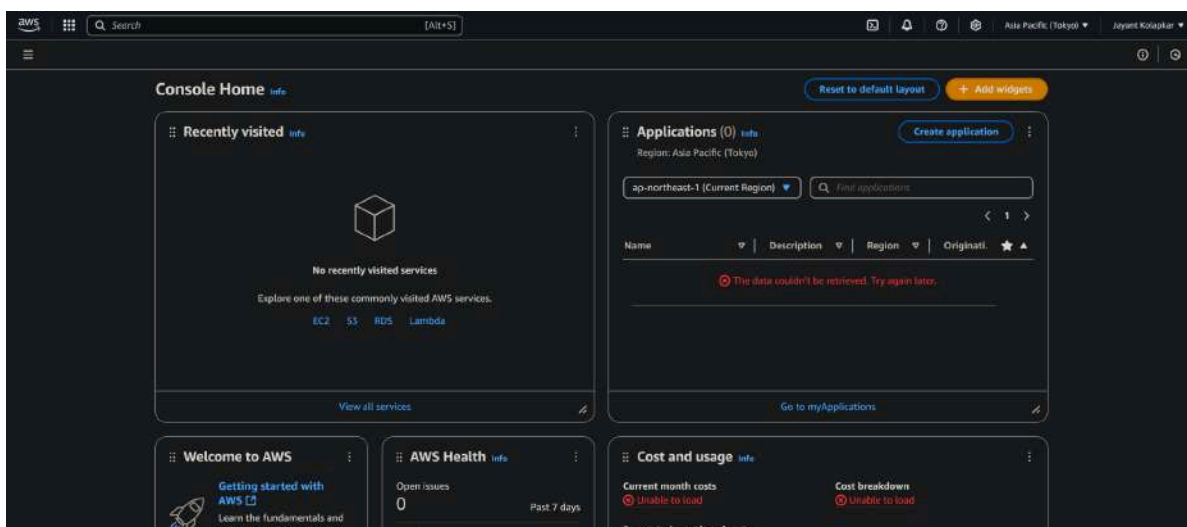 aws
Search
[Alt+S]
Asia Pacific (Tokyo)
Jayant Kolapkar
Console Home Info
Reset to default layout
+ Add widgets
Recently visited Info
No recently visited services
Explore one of these commonly visited AWS services.
EC2 S3 RDS Lambda
View all services
Applications (0) Info
Create application
Region: Asia Pacific (Tokyo)
ap-northeast-1 (Current Region)
Find applications
1
Name Description Region Originati.
The data couldn't be retrieved. Try again later.
Go to myApplications
Welcome to AWS
Getting started with
AWS
Learn the fundamentals and
AWS Health Info
Open issues
0
Past 7 days
Cost and usage Info
Current month costs
Unable to load
Cost breakdown
Unable to load